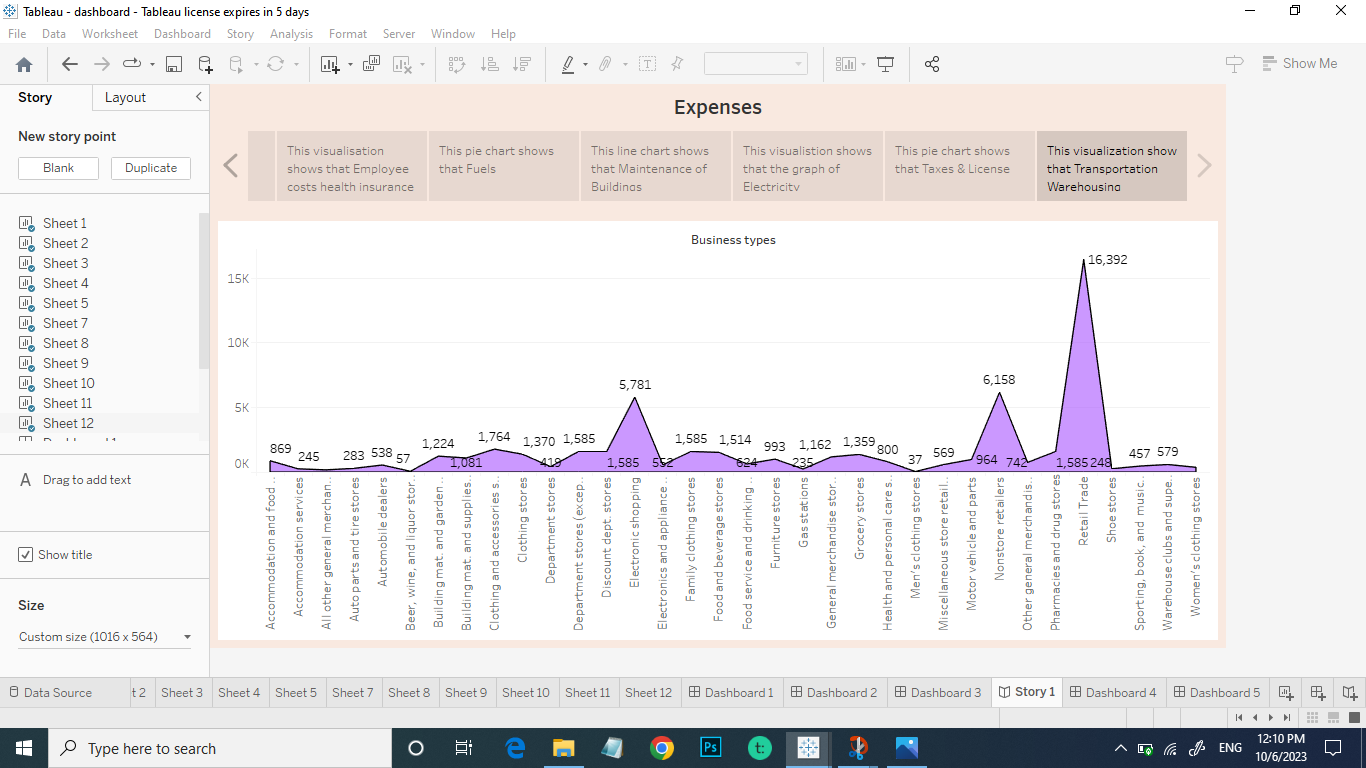 Tableau - dashboard - Tableau license expires in 5 days
File Data Worksheet Dashboard Story Analysis Format Server Window Help
Show Me
Story Layout
New story point
Blank Duplicate
Sheet 1
Sheet 2
Sheet 3
Sheet 4
Sheet 5
Sheet 7
Sheet 8
Sheet 9
Sheet 10
Sheet 11
Sheet 12
A Drag to add text
Show title
Size
Custom size (1016 x 564)
Expenses
This visualisation
shows that Employee
costs health insurance
This pie chart shows
that Fuels
This line chart shows
that Maintenance of
Buildings
This visualistion shows
that the graph of
Electricity
This pie chart shows
that Taxes & License
This visualization show
that Transportation
Warehousing
Business types
15K
10K
5K
0K
16,392
6,158
5,781
869 245 283 538 57 1,224 1,081 1,764 1,370 419 1,585 1,585 552 1,585 1,514 624 993 235 1,162 1,359 800 37 569 964 742 1,585 248 457 579
Accommodation and food ..
Accommodation services
All other general merchan..
Auto parts and tire stores
Automobile dealers
Beer, wine, and liquor stor..
Building mat. and garden ..
Building mat. and supplies..
Clothing and accessories s..
Clothing stores
Department stores
Department stores (excep..
Discount dept. stores
Electronic shopping
Electronics and appliance ..
Family clothing stores
Food and beverage stores
Food service and drinking ..
Furniture stores
Gas stations
General merchandise stor..
Grocery stores
Health and personal care s..
Men's clothing stores
Miscellaneous store retail..
Motor vehicle and parts
Nonstore retailers
Other general merchandis..
Pharmacies and drug stores
Retail Trade
Shoe stores
Sporting, book, and music..
Warehouse clubs and supe..
Women's clothing stores
Data Source t 2 Sheet 3 Sheet 4 Sheet 5 Sheet 7 Sheet 8 Sheet 9 Sheet 10 Sheet 11 Sheet 12 Dashboard 1 Dashboard 2 Dashboard 3 Story 1 Dashboard 4 Dashboard 5
Type here to search
Ps
t:
ENG
12:10 PM
10/6/2023